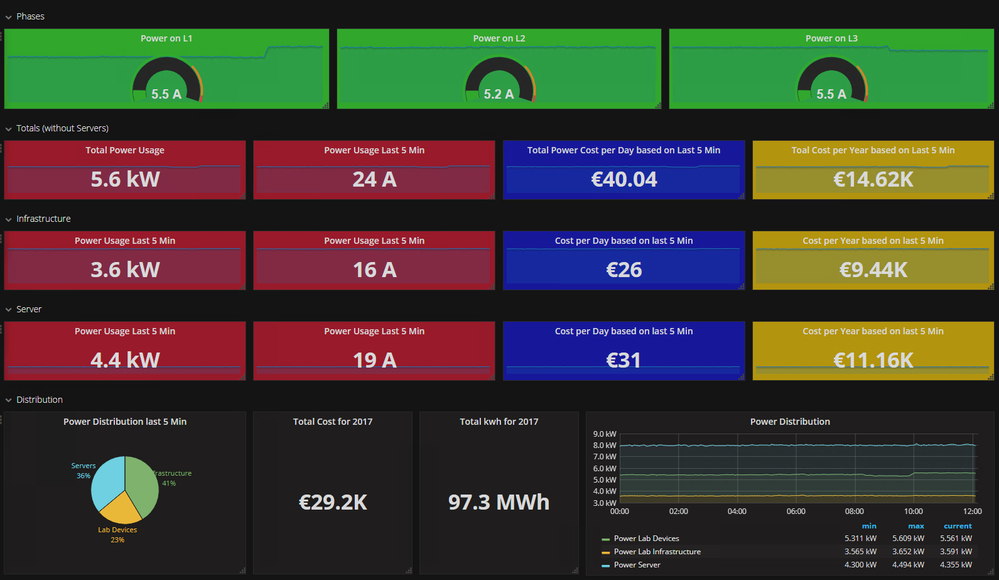 Phases
Power on L1
Power on L2
Power on L3
5.5 A
5.2 A
5.5 A
Totals (without Servers)
Total Power Usage
Power Usage Last 5 Min
Total Power Cost per Day based on Last 5 Min
Toal Cost per Year based on Last 5 Min
5.6 kW
24 A
€40.04
€14.62K
Infrastructure
Power Usage Last 5 Min
Power Usage Last 5 Min
Cost per Day based on last 5 Min
Cost per Year based on last 5 Min
3.6 kW
16 A
€26
€9.44K
Server
Power Usage Last 5 Min
Power Usage Last 5 Min
Cost per Day based on last 5 Min
Cost per Year based on last 5 Min
4.4 kW
19 A
€31
€11.16K
Distribution
Power Distribution last 5 Min
Servers
36%
frastructure
41%
Lab Devices
23%
Total Cost for 2017
€29.2K
Total kwh for 2017
97.3 MWh
Power Distribution
9.0 kW
8.0 kW
7.0 kW
6.0 kW
5.0 kW
4.0 kW
3.0 kW
00:00 02:00 04:00 06:00 08:00 10:00 12:00
min max current
Power Lab Devices 5.311 kW 5.609 kW 5.561 kW
Power Lab Infrastructure 3.565 kW 3.652 kW 3.591 kW
Power Server 4.300 kW 4.494 kW 4.355 kW